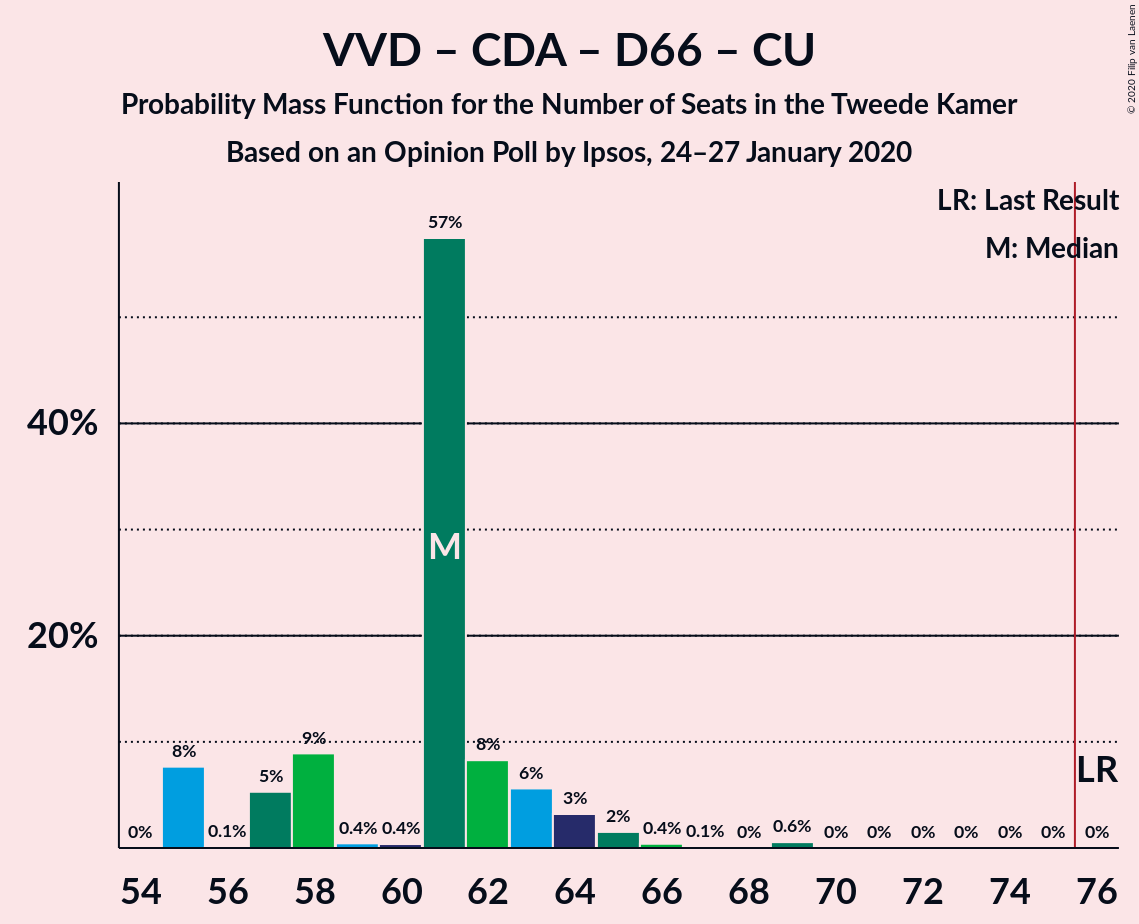 VVD – CDA – D66 – CU
Probability Mass Function for the Number of Seats in the Tweede Kamer
Based on an Opinion Poll by Ipsos, 24–27 January 2020
© 2020 Filip van Laenen
LR: Last Result
M: Median
57%
40%
M
20%
9%
8%
8%
6%
5%
3%
2%
0%
0.1%
0.4%
0.4%
0.4%
0.1%
0%
0.6%
0%
0%
0%
0%
0%
0%
0%
LR
54 56 58 60 62 64 66 68 70 72 74 76